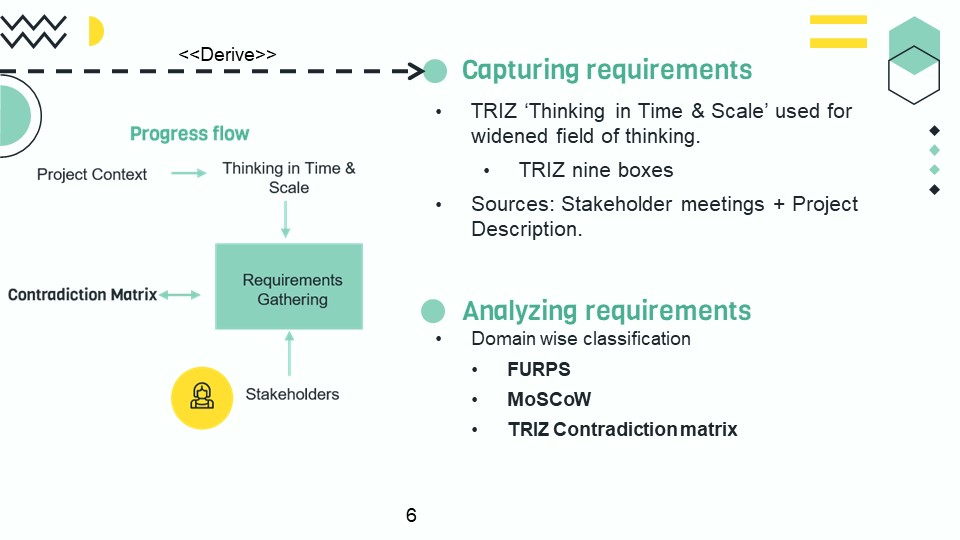 <<Derive>>
Progress flow
Project Context
Thinking in Time &
Scale
Requirements
Gathering
Contradiction Matrix
Stakeholders
Capturing requirements
• TRIZ ‘Thinking in Time & Scale’ used for
widened field of thinking.
• TRIZ nine boxes
• Sources: Stakeholder meetings + Project
Description.
Analyzing requirements
• Domain wise classification
• FURPS
• MoSCoW
• TRIZ Contradiction matrix
6